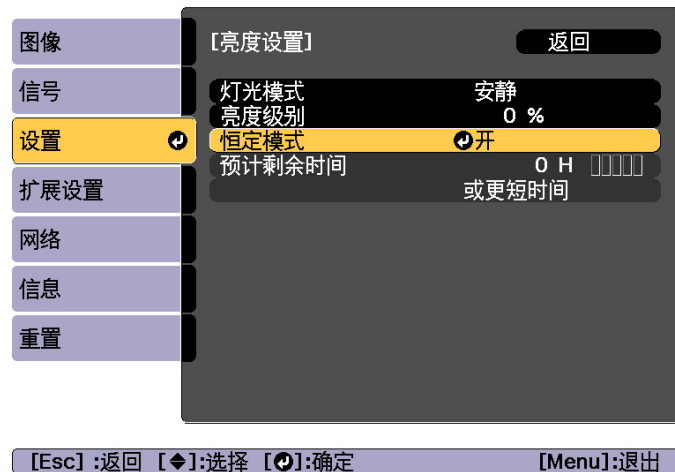 图像
信号
设置
扩展设置
网络
信息
重置
[亮度设置] 返回
灯光模式 安静
亮度级别 0 %
恒定模式 开
预计剩余时间 0 H
或更短时间
[Esc] :返回 [◆]:选择 [⏎]:确定 [Menu]:退出